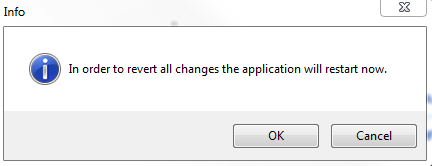 Info
In order to revert all changes the application will restart now.
OK
Cancel